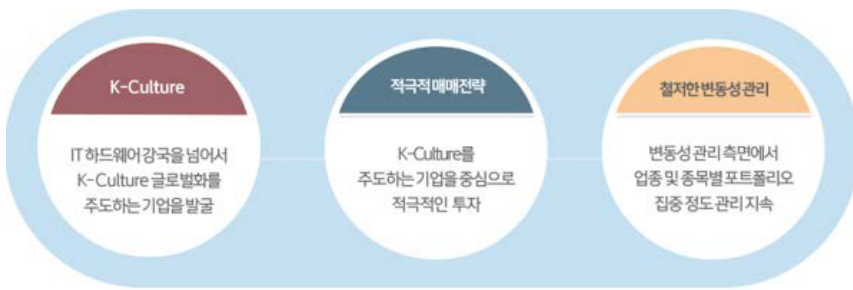 K-Culture
IT 하드웨어 강국을 넘어서
K-Culture 글로벌화를
주도하는 기업을 발굴
적극적 매매전략
K-Culture를
주도하는 기업을 중심으로
적극적인 투자
철저한 변동성 관리
변동성 관리 측면에서
업종 및 종목별 포트폴리오
집중 정도 관리 지속